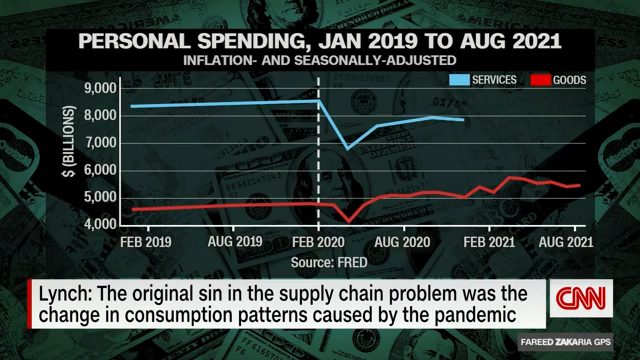 PERSONAL SPENDING, JAN 2019 TO AUG 2021
INFLATION- AND SEASONALLY-ADJUSTED
SERVICES GOODS
$ (BILLIONS)
9,000
8,000
7,000
6,000
5,000
4,000
FEB 2019 AUG 2019 FEB 2020 AUG 2020 FEB 2021 AUG 2021
Source: FRED
Lynch: The original sin in the supply chain problem was the
change in consumption patterns caused by the pandemic
CNN
FAREED ZAKARIA GPS